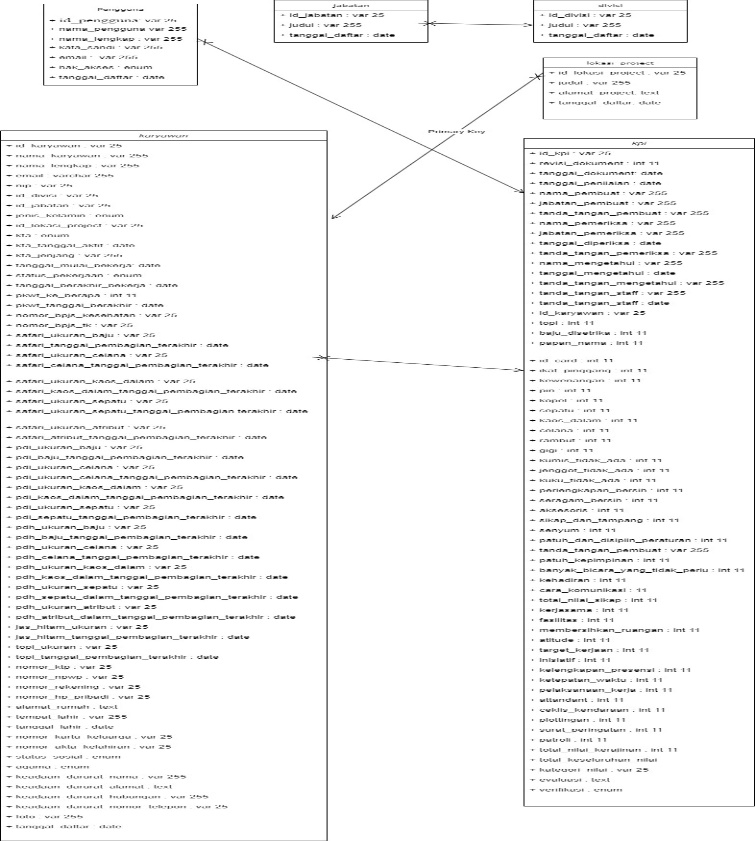 Pengguna
+ id_pengguna: var 25
+ nama_pengguna var 255
+ nama_lengkap : var 255
+ kata_sandi : var 255
+ email : var 255
+ hak_akses : enum
+ tanggal_daftar : date
jabatan
+ id_jabatan : var 25
+ judul : var 255
+ tanggal_daftar : date
divisi
+ id_divisi : var 25
+ judul : var 255
+ tanggal_daftar : date
lokasi project
+ id_lokasi_project : var 25
+ judul : var 255
+ alamat_project : text
+ tanggal_daftar : date
Primary Key
karyawan
+ id_karyawan : var 25
+ nama_karyawan : var 255
+ nama_lengkap : var 255
+ email : varchar 255
+ nip : var 25
+ id_divisi : var 25
+ id_jabatan : var 25
+ jenis_kelamin : enum
+ id_lokasi_project : var 25
+ kta : enum
+ kta_tanggal_aktif : date
+ kta_jenjang : var 255
+ tanggal_mulai_pekerja: date
+ status_pekerjaan : enum
+ tanggal_berakhir_pekerja : date
+ pkwt_ke_berapa : int 11
+ pkwt_tanggal_berakhir : date
+ nomor_bpjs_kesehatan : var 25
+ nomor_bpjs_tk : var 25
+ safari_ukuran_baju : var 25
+ safari_tanggal_pembagian_terakhir : date
+ safari_ukuran_celana : var 25
+ safari_celana_tanggal_pembagian_terakhir : date
+ safari_ukuran_kaos_dalam : var 25
+ safari_kaos_dalam_tanggal_pembagian_terakhir : date
+ safari_ukuran_sepatu : var 25
+ safari_ukuran_sepatu_tanggal_pembagian terakhir : date
+ safari_ukuran_atribut : var 25
+ safari_atribut_tanggal_pembagian_terakhir : date
+ pdl_ukuran_baju : var 25
+ pdl_baju_tanggal_pembagian_terakhir : date
+ pdl_ukuran_celana : var 25
+ pdl_ukuran_celana_tanggal_pembagian_terakhir : date
+ pdl_ukuran_kaos_dalam : var 25
+ pdl_kaos_dalam_tanggal_pembagian_terakhir : date
+ pdl_ukuran_sepatu : var 25
+ pdl_sepatu_tanggal_pembagian_terakhir : date
+ pdh_ukuran_baju : var 25
+ pdh_baju_tanggal_pembagian_terakhir : date
+ pdh_ukuran_celana : var 25
+ pdh_celana_tanggal_pembagian_terakhir : date
+ pdh_ukuran_kaos_dalam : var 25
+ pdh_kaos_dalam_tanggal_pembagian_terakhir : date
+ pdh_ukuran_sepatu : var 25
+ pdh_sepatu_dalam_tanggal_pembagian_terakhir : date
+ pdh_ukuran_atribut : var 25
+ pdh_atribut_dalam_tanggal_pembagian_terakhir : date
+ jas_hitam_ukuran : var 25
+ jas_hitam_tanggal_pembagian_terakhir : date
+ topi_ukuran : var 25
+ topi_tanggal_pembagian_terakhir : date
+ nomor_ktp : var 25
+ nomor_npwp : var 25
+ nomor_rekening : var 25
+ nomor_hp_pribadi : var 25
+ alamat_rumah : text
+ tempat_lahir : var 255
+ tanggal_lahir : date
+ nomor_kartu_keluarga : var 25
+ nomor_akta_kelahiran : var 25
+ status_sosial : enum
+ agama : enum
+ keadaan_darurat_nama : var 255
+ keadaan_darurat_alamat : text
+ keadaan_darurat_hubungan : var 255
+ keadaan_darurat_nomor_telepon : var 25
+ foto : var 255
+ tanggal_daftar : date
kpi
+ id_kpi : var 25
+ revisi_dokument : int 11
+ tanggal_dokument: date
+ tanggal_penilaian : date
+ nama_pembuat : var 255
+ jabatan_pembuat : var 255
+ tanda_tangan_pembuat : var 255
+ nama_pemeriksa : var 255
+ jabatan_pemeriksa : var 255
+ tanggal_diperiksa : date
+ tanda_tangan_pemeriksa : var 255
+ nama_mengetahui : var 255
+ tanggal_mengetahui : date
+ tanda_tangan_mengetahui : var 255
+ tanda_tangan_staff : var 255
+ tanda_tangan_staff : date
+ id_karyawan : var 25
+ topi : int 11
+ baju_disetrika : int 11
+ papan_nama : int 11
+ id_card : int 11
+ ikat_pinggang : int 11
+ kewenangan : int 11
+ pin : int 11
+ kopel : int 11
+ sepatu : int 11
+ kaos_dalam : int 11
+ celana : int 11
+ rambut : int 11
+ gigi : int 11
+ kumis_tidak_ada : int 11
+ jenggot_tidak_ada : int 11
+ kuku_tidak_ada : int 11
+ perlengkapan_bersih : int 11
+ seragam_bersih : int 11
+ aksesoris : int 11
+ sikap_dan_tampang : int 11
+ senyum : int 11
+ patuh_dan_disiplin_peraturan : int 11
+ tanda_tangan_pembuat : var 255
+ patuh_kepimpinan : int 11
+ banyak_bicara_yang_tidak_perlu : int 11
+ kehadiran : int 11
+ cara_komunikasi : 11
+ total_nilai_sikap : int 11
+ kerjasama : int 11
+ fasilitas : int 11
+ membersihkan_ruangan : int 11
+ atitude : int 11
+ target_kerjaan : int 11
+ inisiatif : int 11
+ kelengkapan_presensi : int 11
+ ketepatan_waktu : int 11
+ pelaksanaan_kerja : int 11
+ attandant : int 11
+ ceklis_kendaraan : int 11
+ plottingan : int 11
+ surat_peringatan : int 11
+ patroli : int 11
+ total_nilai_kerajinan : int 11
+ total_keseluruhan_nilai
+ kategori_nilai : var 25
+ evaluasi : text
+ verifikasi : enum